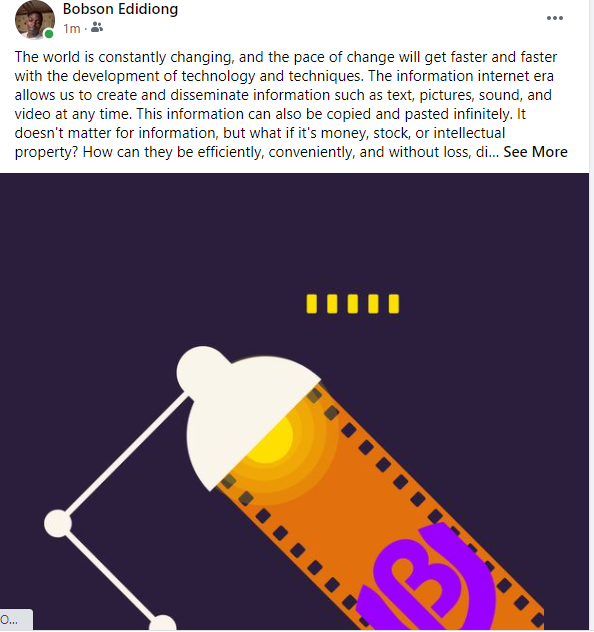 Bobson Edidiong
1m ·
The world is constantly changing, and the pace of change will get faster and faster
with the development of technology and techniques. The information internet era
allows us to create and disseminate information such as text, pictures, sound, and
video at any time. This information can also be copied and pasted infinitely. It
doesn't matter for information, but what if it's money, stock, or intellectual
property? How can they be efficiently, conveniently, and without loss, di... See More
O...